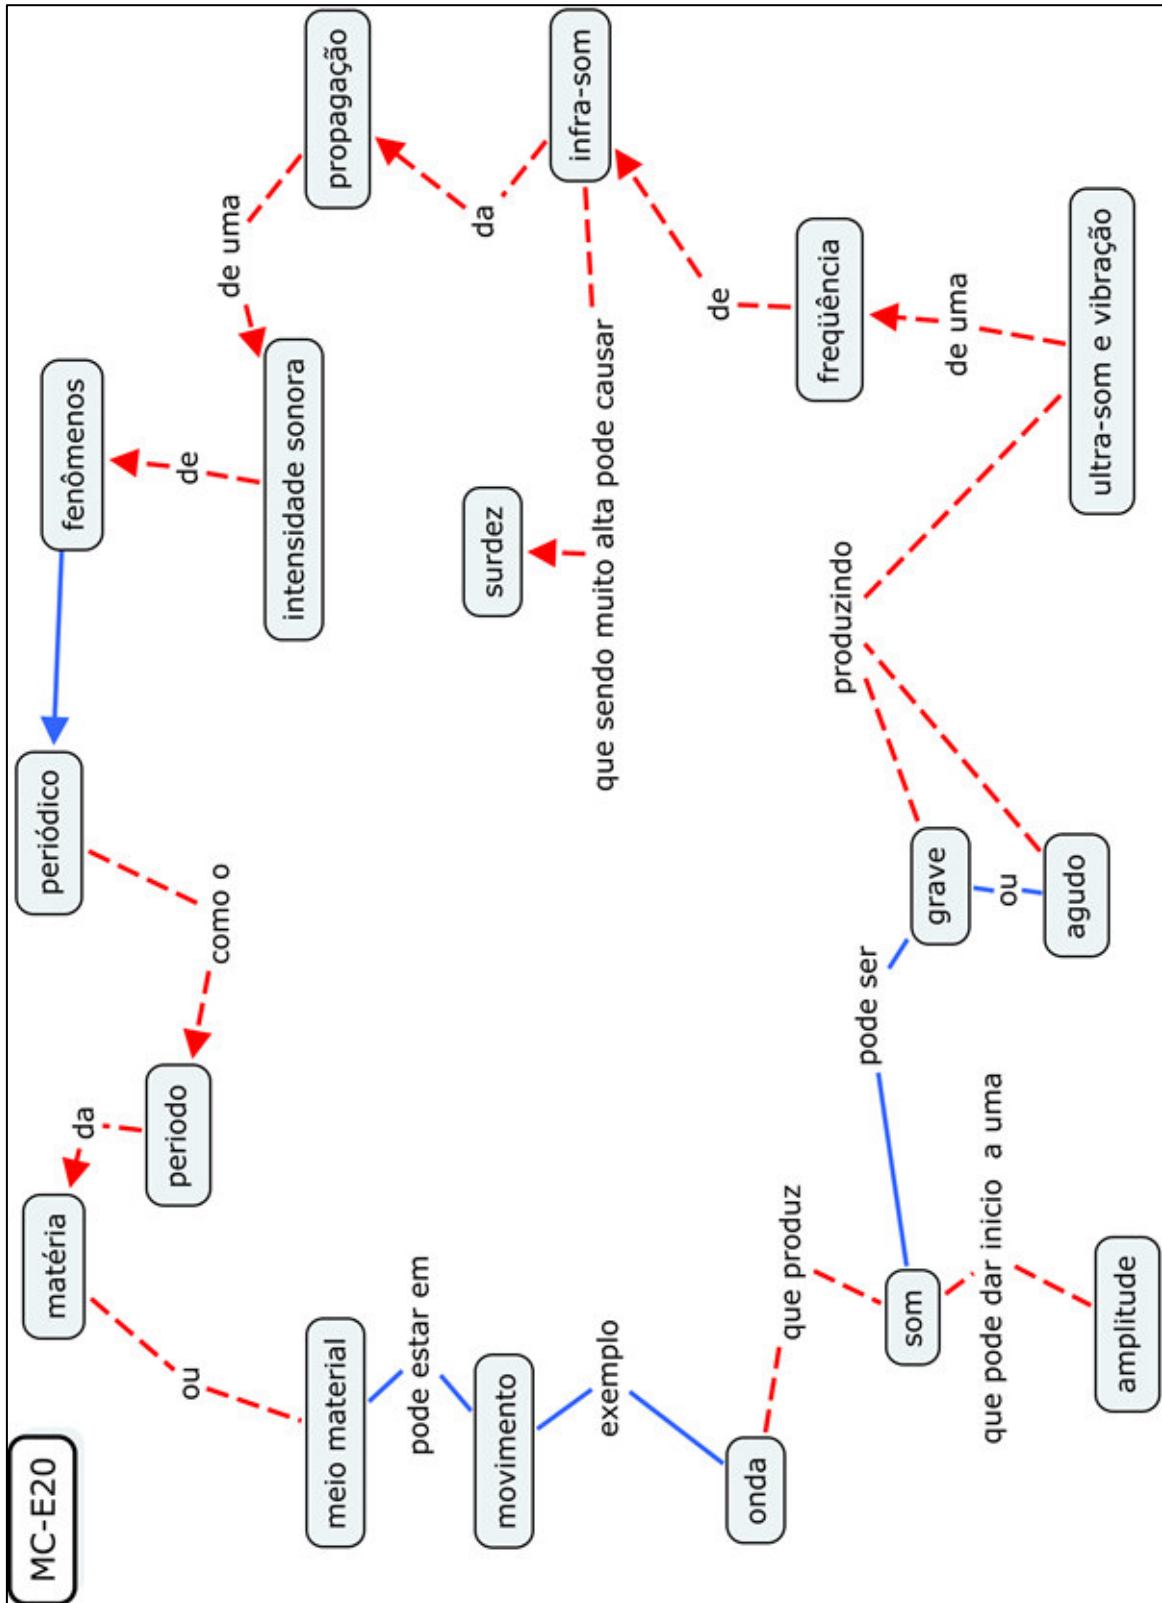 MC-E20
matéria
da
periodo
como o
periódico
fenômenos
de
intensidade sonora
de uma
propagação
ou
meio material
pode estar em
movimento
exemplo
onda
que produz
som
que pode dar inicio a uma
amplitude
pode ser
grave
ou
agudo
produzindo
ultra-som e vibração
de uma
freqüência
de
infra-som
da
que sendo muito alta pode causar
surdez